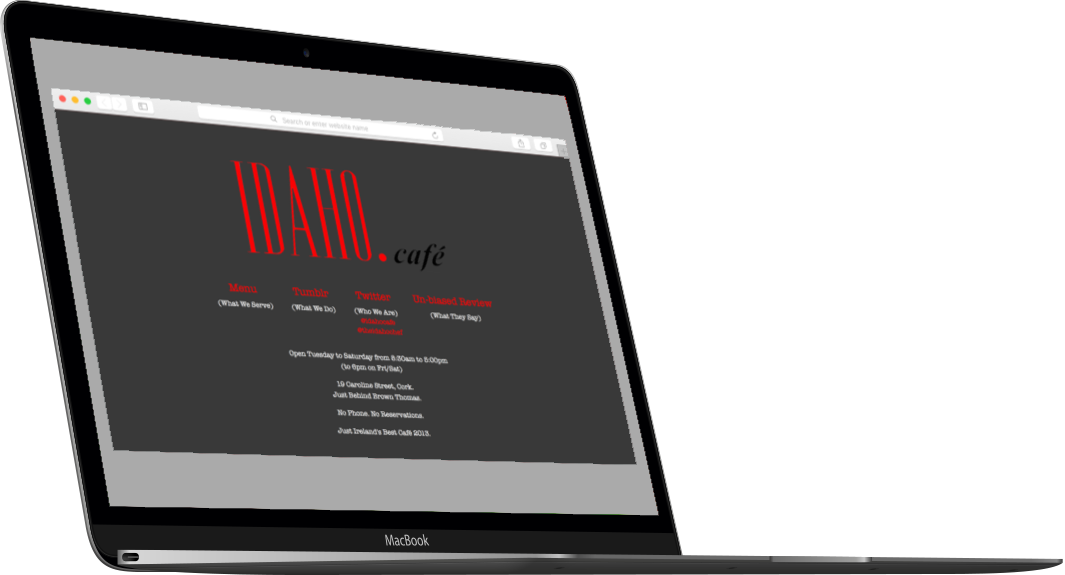 Search or enter website name
IDAHO.café
Menu Tumblr Twitter Un-biased Review
(What We Serve) (What We Do) (Who We Are) (What They Say)
Open Tuesday to Saturday from 8:30am to 5:00pm
(to 6pm on Fri/Sat)
19 Caroline Street, Cork.
Just Behind Brown Thomas.
No Phone. No Reservations.
Just Ireland's Best Café 2013.
MacBook